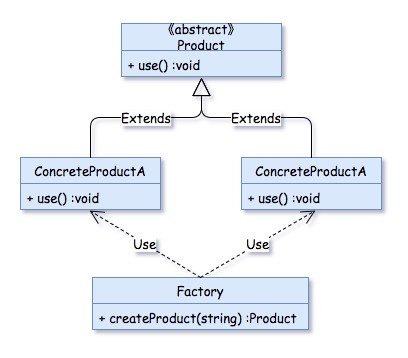 《abstract》
Product
+ use() :void
Extends
Extends
ConcreteProductA
ConcreteProductA
+ use() :void
+ use() :void
Use
Use
Factory
+ createProduct(string) :Product